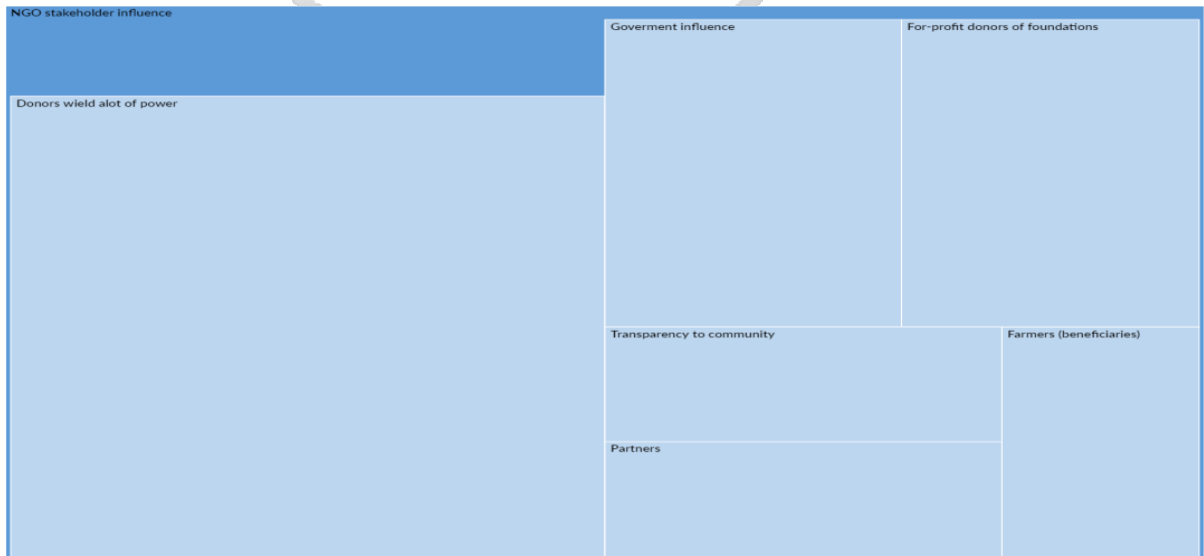 NGO stakeholder influence
Goverment influence
For-profit donors of foundations
Donors wield alot of power
Transparency to community
Farmers (beneficiaries)
Partners